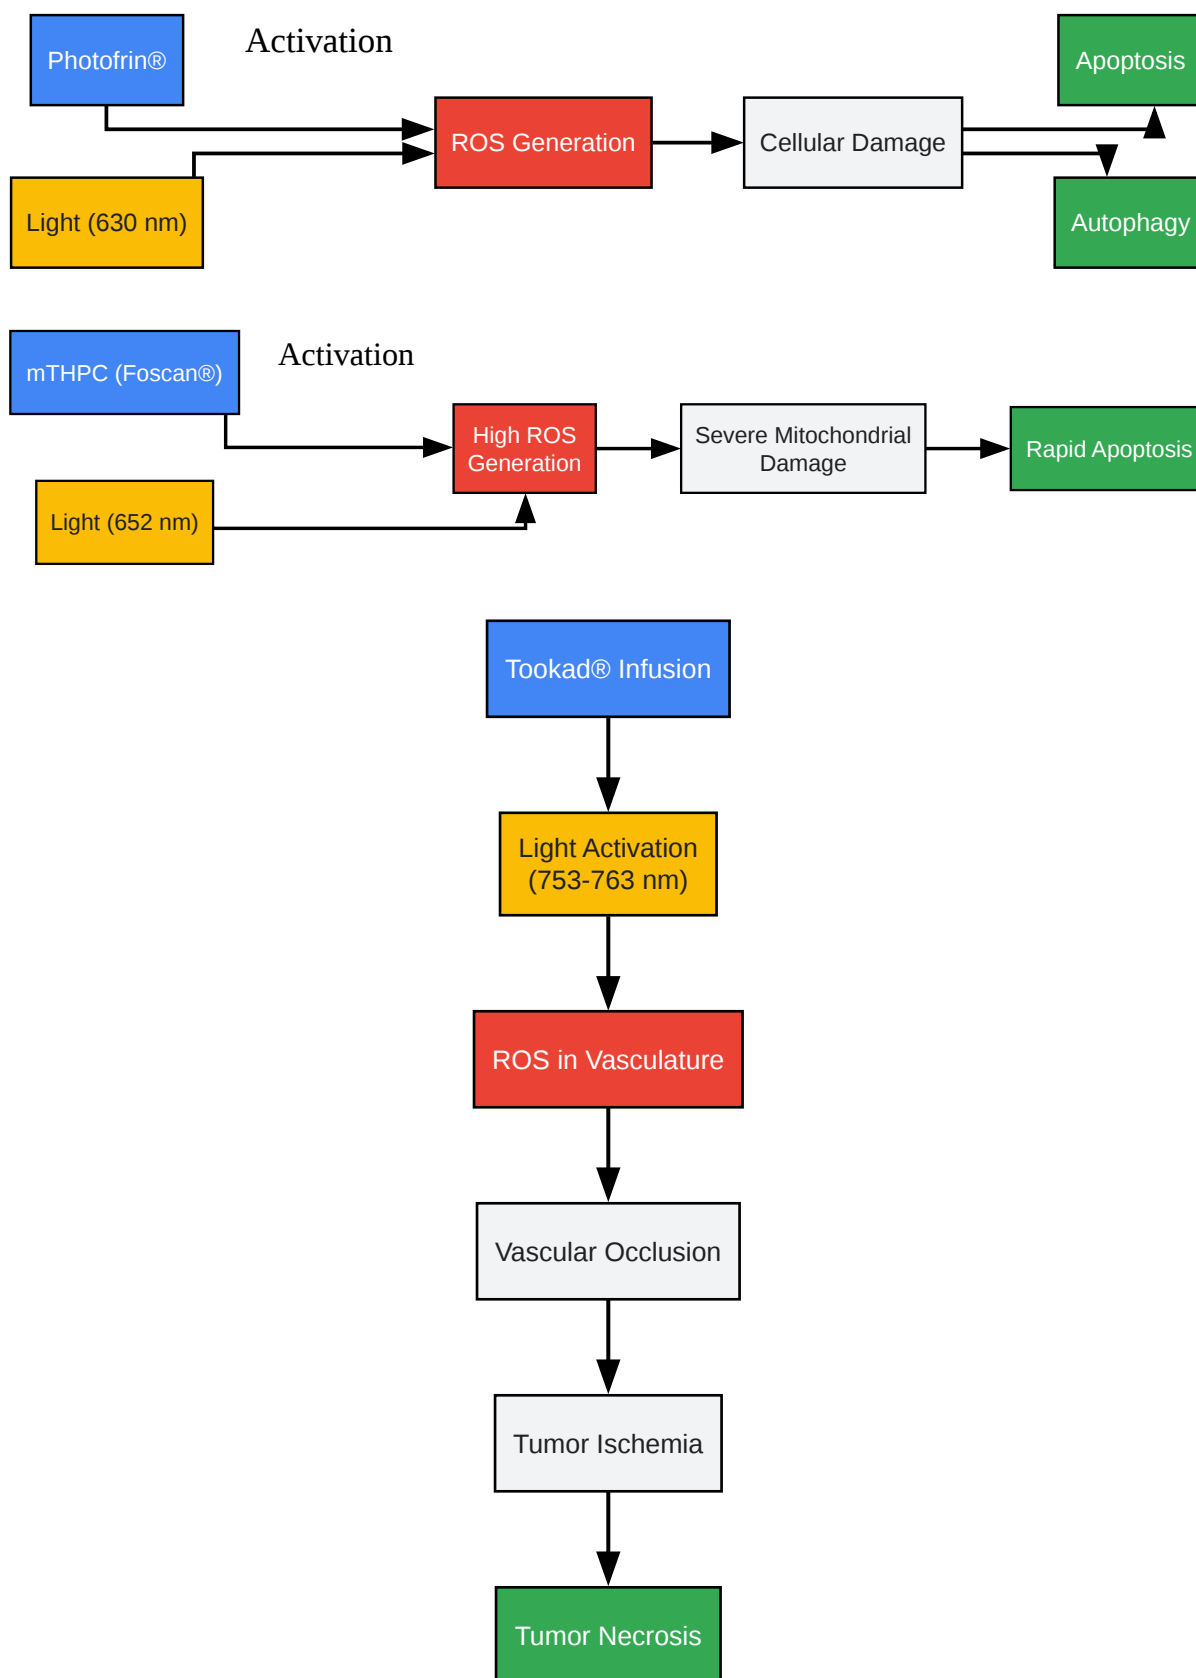 Photofrin®
Activation
Apoptosis
ROS Generation
Cellular Damage
Light (630 nm)
Autophagy
mTHPC (Foscan®)
Activation
High ROS
Generation
Severe Mitochondrial
Damage
Rapid Apoptosis
Light (652 nm)
Tookad® Infusion
Light Activation
(753-763 nm)
ROS in Vasculature
Vascular Occlusion
Tumor Ischemia
Tumor Necrosis